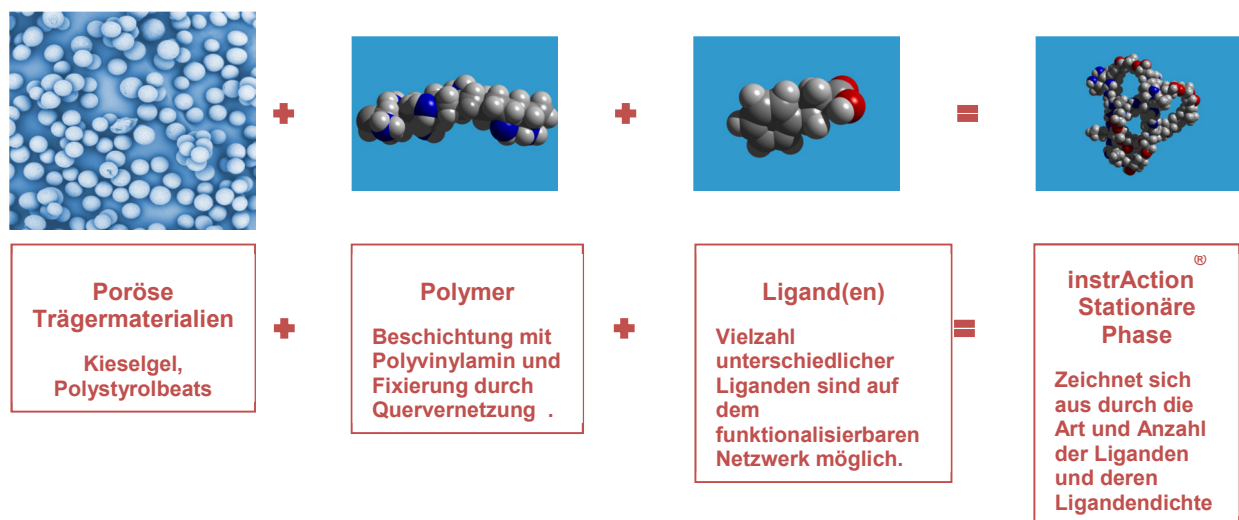 Poröse
Trägermaterialien
Kieselgel,
Polystyrolbeats
Polymer
Beschichtung mit
Polyvinylamin und
Fixierung durch
Quervernetzung .
Ligand(en)
Vielzahl
unterschiedlicher
Liganden sind auf
dem
funktionalisierbaren
Netzwerk möglich.
instrAction®
Stationäre
Phase
Zeichnet sich
aus durch die
Art und Anzahl
der Liganden
und deren
Ligandendichte